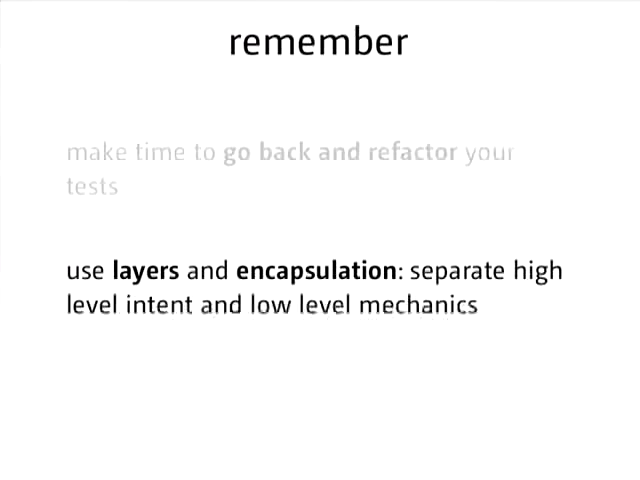 remember
make time to go back and refactor your
tests
use layers and encapsulation: separate high
level intent and low level mechanics